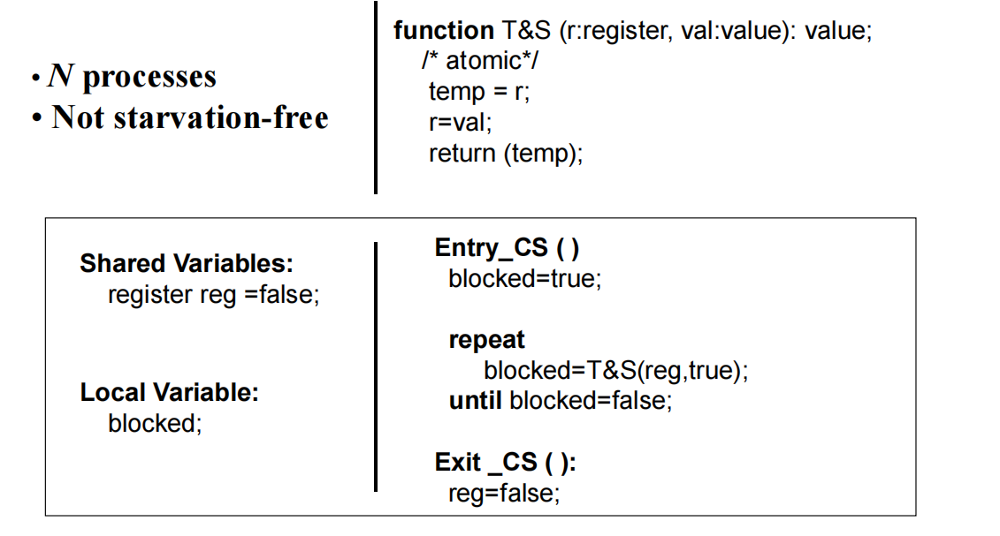 • N processes
• Not starvation-free
function T&S (r:register, val:value): value;
/* atomic*/
temp = r;
r=val;
return (temp);
Shared Variables:
register reg =false;
Local Variable:
blocked;
Entry_CS ( )
blocked=true;
repeat
blocked=T&S(reg,true);
until blocked=false;
Exit _CS ( ):
reg=false;